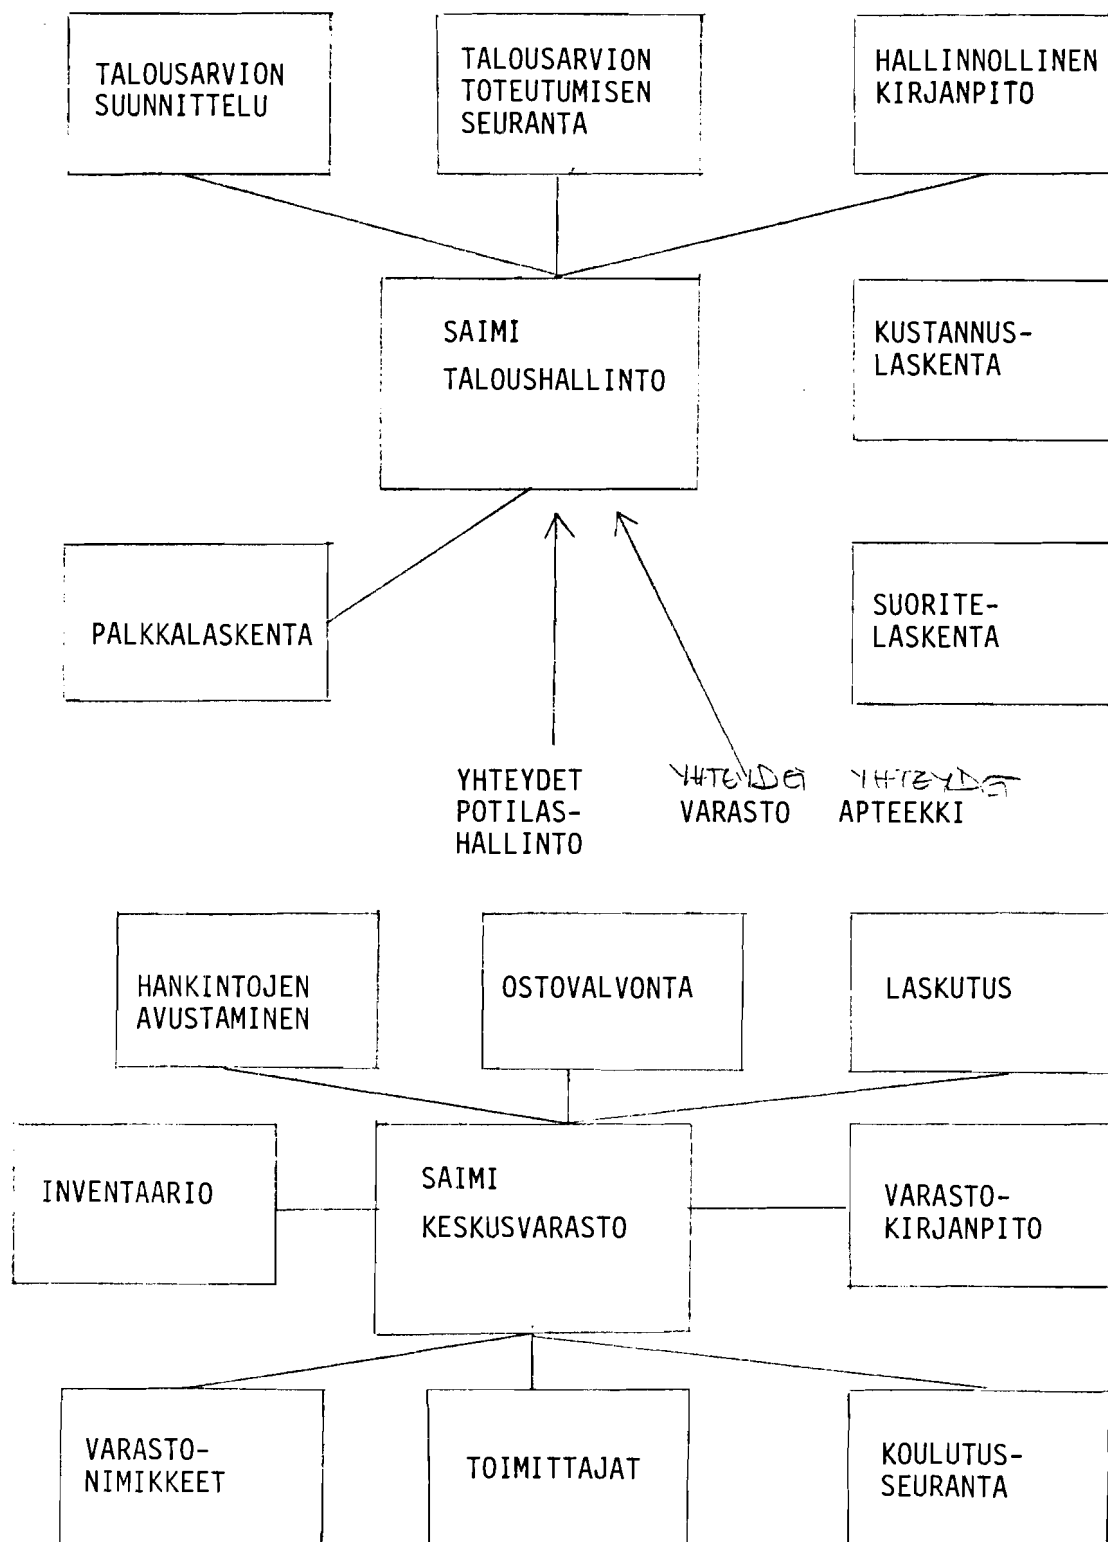 TALOUSARVION
SUUNNITTELU
TALOUSARVION
TOTEUTUMISEN
SEURANTA
HALLINNOLLINEN
KIRJANPITO
SAIMI
TALOUSHALLINTO
KUSTANNUS-
LASKENTA
PALKKALASKENTA
SUORITE-
LASKENTA
YHTEYDET
POTILAS-
HALLINTO
YHTEYDET
VARASTO
YHTEYDET
APTEEKKI
HANKINTOJEN
AVUSTAMINEN
OSTOVALVONTA
LASKUTUS
INVENTAARIO
SAIMI
KESKUSVARASTO
VARASTO-
KIRJANPITO
VARASTO-
NIMIKKEET
TOIMITTAJAT
KOULUTUS-
SEURANTA